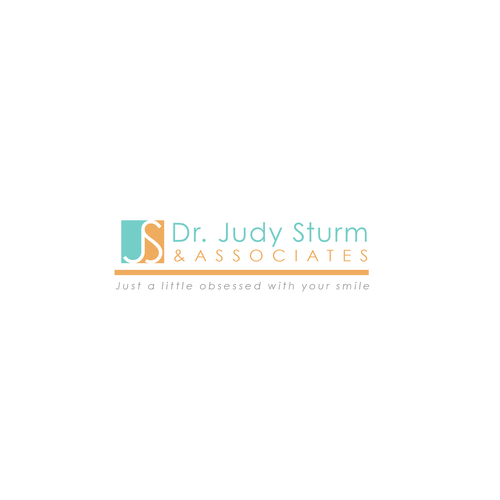 JS
Dr. Judy Sturm
& ASSOCIATES
Just a little obsessed with your smile